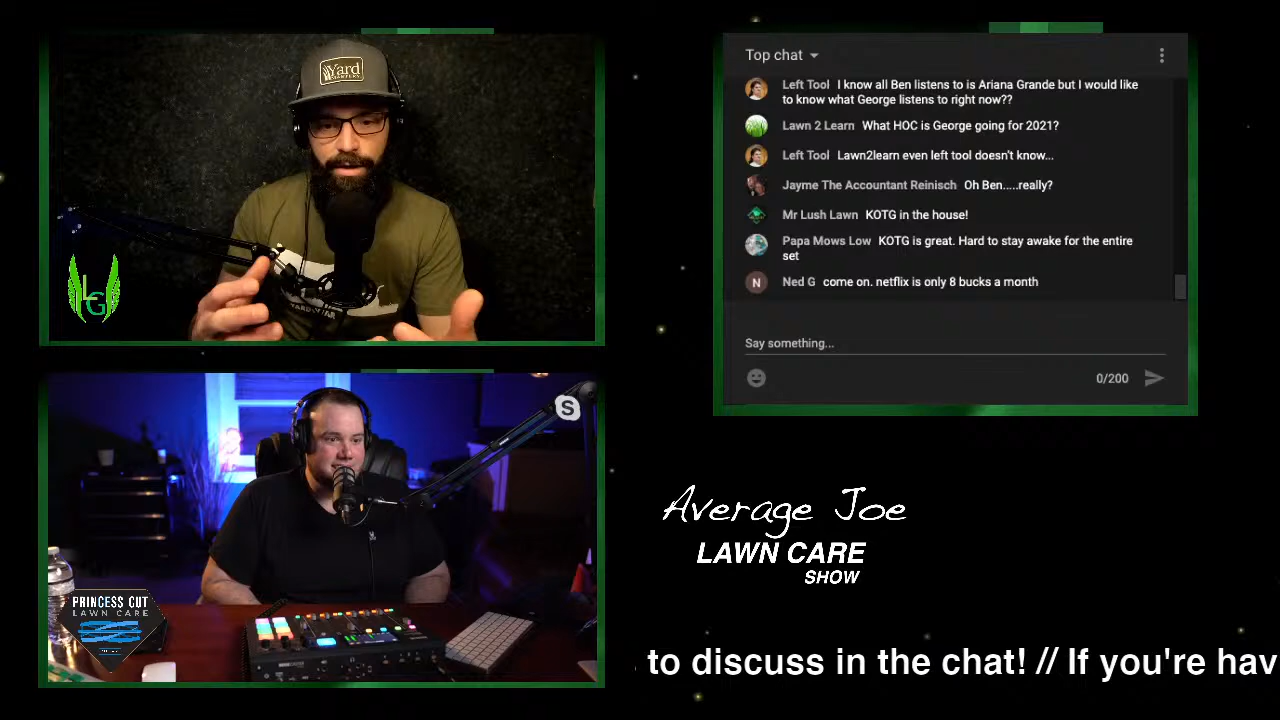 Yard
LG
PRINCESS CUT
LAWN CARE
S
Top chat
Left Tool I know all Ben listens to is Ariana Grande but I would like
to know what George listens to right now??
Lawn 2 Learn What HOC is George going for 2021?
Left Tool Lawn2learn even left tool doesn't know...
Jayme The Accountant Reinisch Oh Ben.....really?
Mr Lush Lawn KOTG in the house!
Papa Mows Low KOTG is great. Hard to stay awake for the entire
set
N Ned G come on. netflix is only 8 bucks a month
Say something...
0/200
Average Joe
LAWN CARE
SHOW
to discuss in the chat! // If you're hav